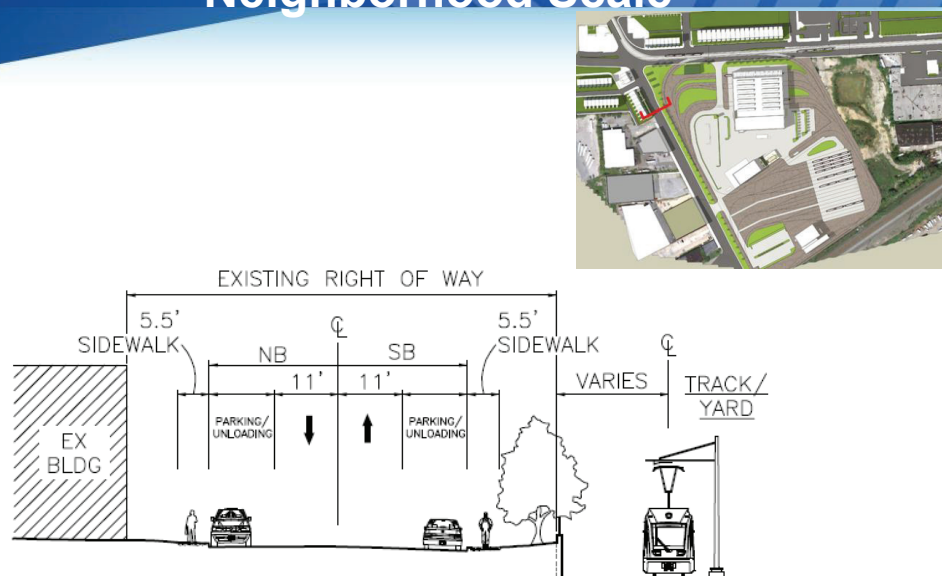 Neighborhood Scale
EXISTING RIGHT OF WAY
5.5'
SIDEWALK
NB
℄
SB
5.5'
SIDEWALK
11'
11'
VARIES
℄
TRACK/
YARD
PARKING/
UNLOADING
PARKING/
UNLOADING
EX
BLDG